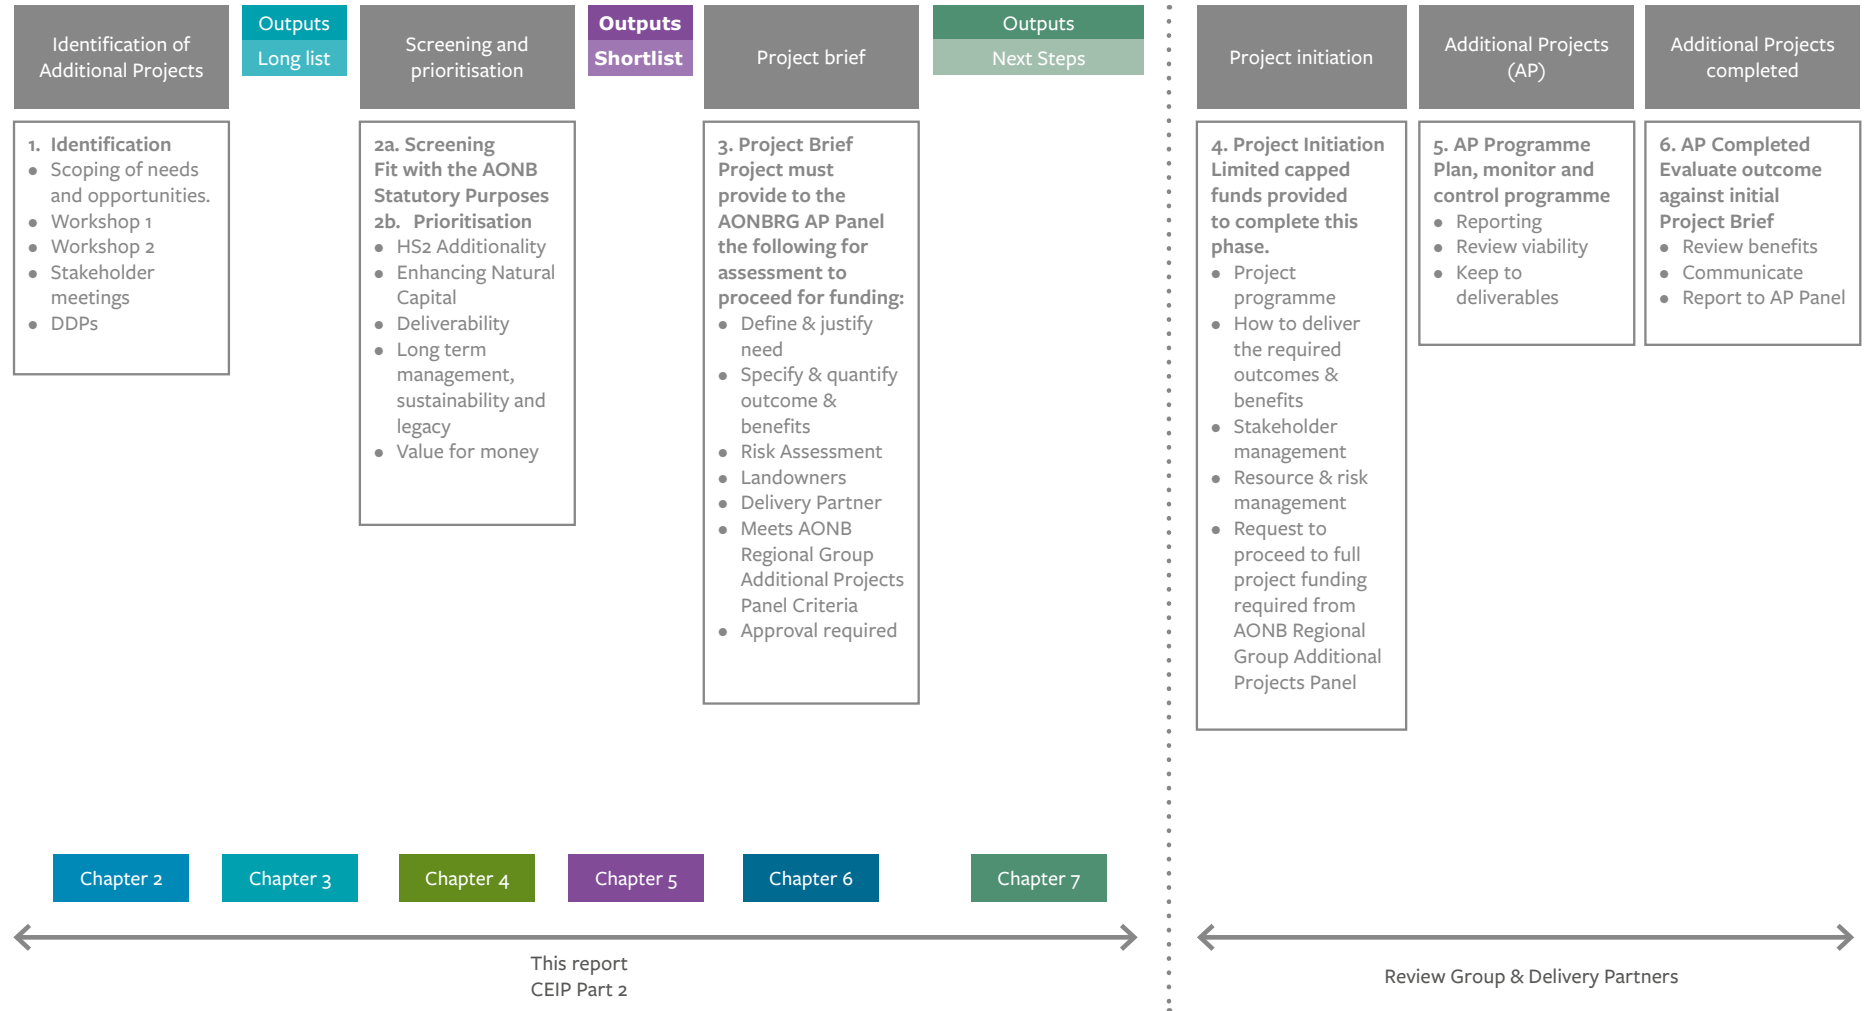 Identification of
Additional Projects
Outputs
Long list
Screening and
prioritisation
Outputs
Shortlist
Project brief
Outputs
Next Steps
Project initiation
Additional Projects
(AP)
Additional Projects
completed
1. Identification
● Scoping of needs
and opportunities.
● Workshop 1
● Workshop 2
● Stakeholder
meetings
● DDPs
2a. Screening
Fit with the AONB
Statutory Purposes
2b. Prioritisation
● HS2 Additionality
● Enhancing Natural
Capital
● Deliverability
● Long term
management,
sustainability and
legacy
● Value for money
3. Project Brief
Project must
provide to the
AONBRG AP Panel
the following for
assessment to
proceed for funding:
● Define & justify
need
● Specify & quantify
outcome &
benefits
● Risk Assessment
● Landowners
● Delivery Partner
● Meets AONB
Regional Group
Additional Projects
Panel Criteria
● Approval required
4. Project Initiation
Limited capped
funds provided
to complete this
phase.
● Project
programme
● How to deliver
the required
outcomes &
benefits
● Stakeholder
management
● Resource & risk
management
● Request to
proceed to full
project funding
required from
AONB Regional
Group Additional
Projects Panel
5. AP Programme
Plan, monitor and
control programme
● Reporting
● Review viability
● Keep to
deliverables
6. AP Completed
Evaluate outcome
against initial
Project Brief
● Review benefits
● Communicate
● Report to AP Panel
Chapter 2
Chapter 3
Chapter 4
Chapter 5
Chapter 6
Chapter 7
This report
CEIP Part 2
Review Group & Delivery Partners